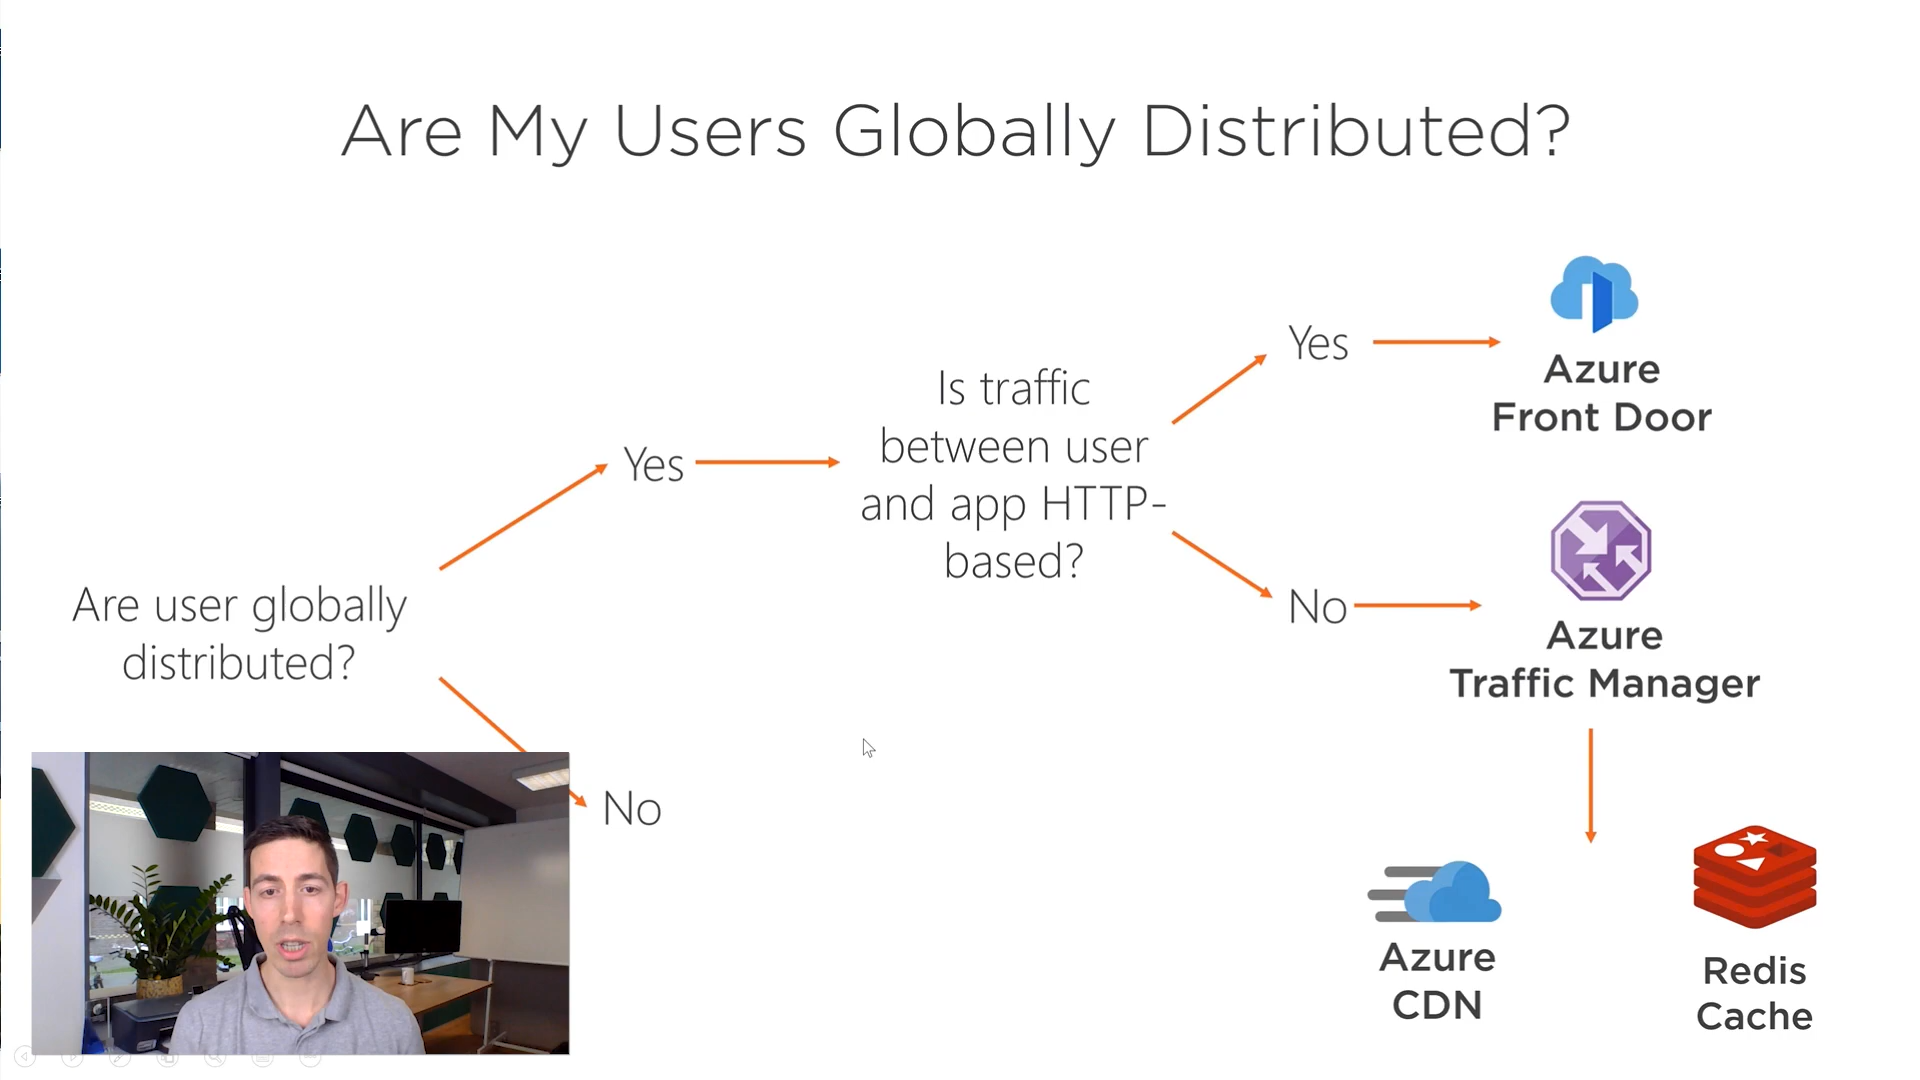 Are My Users Globally Distributed?
Yes
Azure
Front Door
Is traffic
between user
and app HTTP-
based?
Yes
Are user globally
distributed?
No
Azure
Traffic Manager
No
Azure
CDN
Redis
Cache